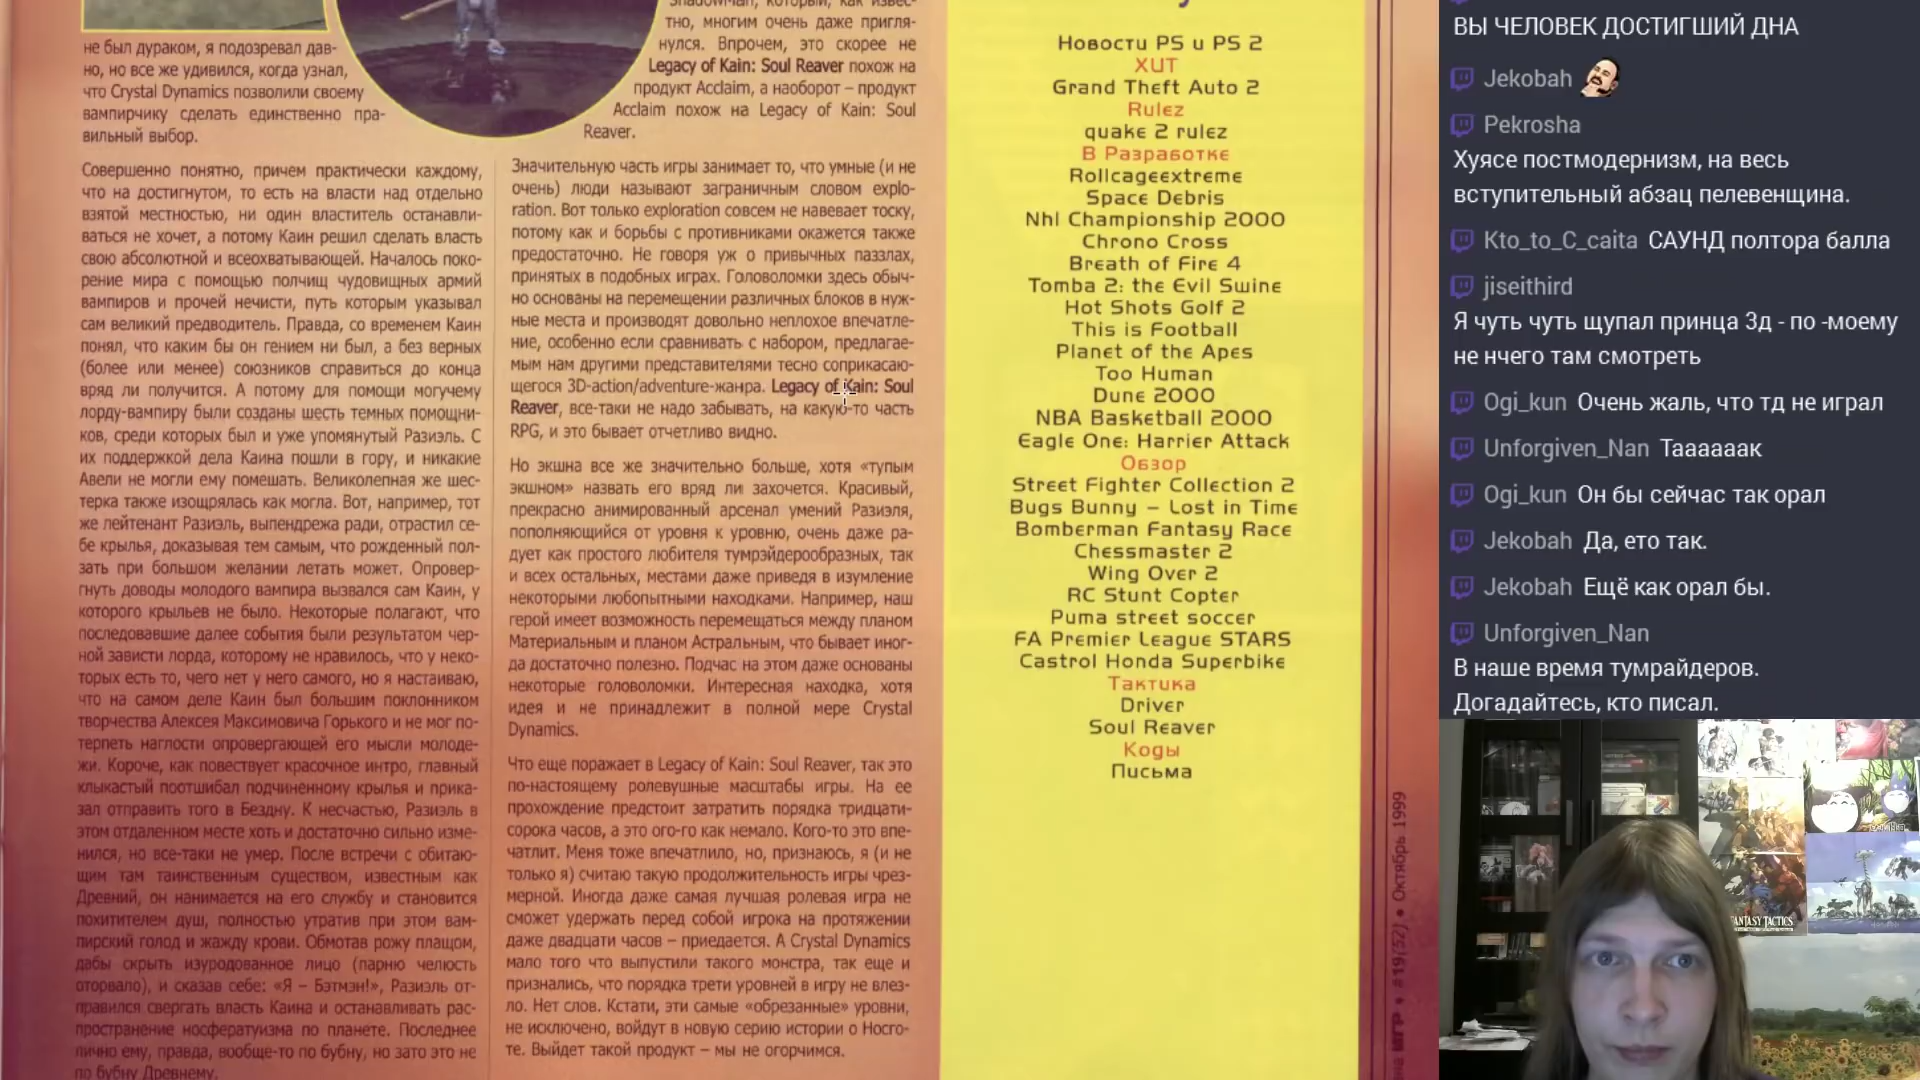 не был дураком, я подозревал дав-
но, но все же удивился, когда узнал,
что Crystal Dynamics позволили своему
вампирчику сделать единственно пра-
вильный выбор.
Совершенно понятно, причем практически каждому,
что на достигнутом, то есть на власти над отдельно
взятой местностью, ни один властитель останавли-
ваться не хочет, а потому Каин решил сделать власть
свою абсолютной и всеохватывающей. Началось поко-
рение мира с помощью полчищ чудовищных армий
вампиров и прочей нечисти, путь которым указывал
сам великий предводитель. Правда, со временем Каин
понял, что каким бы он гением ни был, а без верных
(более или менее) союзников справиться до конца
вряд ли получится. А потому для помощи могучему
лорду-вампиру были созданы шесть темных помощни-
ков, среди которых был и уже упомянутый Разиэль. С
их поддержкой дела Каина пошли в гору, и никакие
Авели не могли ему помешать. Великолепная же шес-
терка также изощрялась как могла. Вот, например, тот
же лейтенант Разиэль, выпендрежа ради, отрастил се-
бе крылья, доказывая тем самым, что рожденный пол-
зать при большом желании летать может. Опровер-
гнуть доводы молодого вампира вызвался сам Каин, у
которого крыльев не было. Некоторые полагают, что
последовавшие далее события были результатом чер-
ной зависти лорда, которому не нравилось, что у неко-
торых есть то, чего нет у него самого, но я настаиваю,
что на самом деле Каин был большим поклонником
творчества Алексея Максимовича Горького и не мог по-
терпеть наглости опровергающей его мысли молоде-
жи. Короче, как повествует красочное интро, главный
клыкастый поотшибал подчиненному крылья и прика-
зал отправить того в Бездну. К несчастью, Разиэль в
этом отдаленном месте хоть и достаточно сильно изме-
нился, но все-таки не умер. После встречи с обитаю-
щим там таинственным существом, известным как
Древний, он нанимается на его службу и становится
похитителем душ, полностью утратив при этом вам-
пирский голод и жажду крови. Обмотав рожу плащом,
дабы скрыть изуродованное лицо (парню челюсть
оторвало), и сказав себе: «Я – Бэтмэн!», Разиэль от-
правился свергать власть Каина и останавливать рас-
пространение носфератуизма по планете. Последнее
лично ему, правда, вообще-то по бубну, но зато это не
по бубну Древнему.
Shadowman, который, как извес-
тно, многим очень даже пригля-
нулся. Впрочем, это скорее не
Legacy of Kain: Soul Reaver похож на
продукт Acclaim, а наоборот – продукт
Acclaim похож на Legacy of Kain: Soul
Reaver.
Значительную часть игры занимает то, что умные (и не
очень) люди называют заграничным словом explo-
ration. Вот только exploration совсем не навевает тоску,
потому как и борьбы с противниками окажется также
предостаточно. Не говоря уж о привычных паззлах,
принятых в подобных играх. Головоломки здесь обыч-
но основаны на перемещении различных блоков в нуж-
ные места и производят довольно неплохое впечатле-
ние, особенно если сравнивать с набором, предлагае-
мым нам другими представителями тесно соприкасаю-
щегося 3D-action/adventure-жанра. Legacy of Kain: Soul
Reaver, все-таки не надо забывать, на какую-то часть
RPG, и это бывает отчетливо видно.
Но экшна все же значительно больше, хотя «тупым
экшном» назвать его вряд ли захочется. Красивый,
прекрасно анимированный арсенал умений Разиэля,
пополняющийся от уровня к уровню, очень даже ра-
дует как простого любителя тумрэйдерообразных, так
и всех остальных, местами даже приведя в изумление
некоторыми любопытными находками. Например, наш
герой имеет возможность перемещаться между планом
Материальным и планом Астральным, что бывает иног-
да достаточно полезно. Подчас на этом даже основаны
некоторые головоломки. Интересная находка, хотя
идея и не принадлежит в полной мере Crystal
Dynamics.
Что еще поражает в Legacy of Kain: Soul Reaver, так это
по-настоящему ролевушные масштабы игры. На ее
прохождение предстоит затратить порядка тридцати-
сорока часов, а это ого-го как немало. Кого-то это впе-
чатлит. Меня тоже впечатлило, но, признаюсь, я (и не
только я) считаю такую продолжительность игры чрез-
мерной. Иногда даже самая лучшая ролевая игра не
сможет удержать перед собой игрока на протяжении
даже двадцати часов – приедается. А Crystal Dynamics
мало того что выпустили такого монстра, так еще и
признались, что порядка трети уровней в игру не влез-
ло. Нет слов. Кстати, эти самые «обрезанные» уровни,
не исключено, войдут в новую серию истории о Носго-
те. Выйдет такой продукт – мы не огорчимся.
Новости PS и PS 2
ХИТ
Grand Theft Auto 2
Rulez
quake 2 rulez
В Разработке
Rollcageextreme
Space Debris
Nhl Championship 2000
Chrono Cross
Breath of Fire 4
Tomba 2: the Evil Swine
Hot Shots Golf 2
This is Football
Planet of the Apes
Too Human
Dune 2000
NBA Basketball 2000
Eagle One: Harrier Attack
Обзор
Street Fighter Collection 2
Bugs Bunny – Lost in Time
Bomberman Fantasy Race
Chessmaster 2
Wing Over 2
RC Stunt Copter
Puma street soccer
FA Premier League STARS
Castrol Honda Superbike
Тактика
Driver
Soul Reaver
Коды
Письма
#19(52) • Октябрь 1999
ВЫ ЧЕЛОВЕК ДОСТИГШИЙ ДНА
Jekobah
Pekrosha
Хуясе постмодернизм, на весь
вступительный абзац пелевенщина.
Kto_to_C_caita САУНД полтора балла
jiseithird
Я чуть чуть щупал принца 3д - по -моему
не нчего там смотреть
Ogi_kun Очень жаль, что тд не играл
Unforgiven_Nan Таааааак
Ogi_kun Он бы сейчас так орал
Jekobah Да, ето так.
Jekobah Ещё как орал бы.
Unforgiven_Nan
В наше время тумрайдеров.
Догадайтесь, кто писал.
FANTASY TACTICS